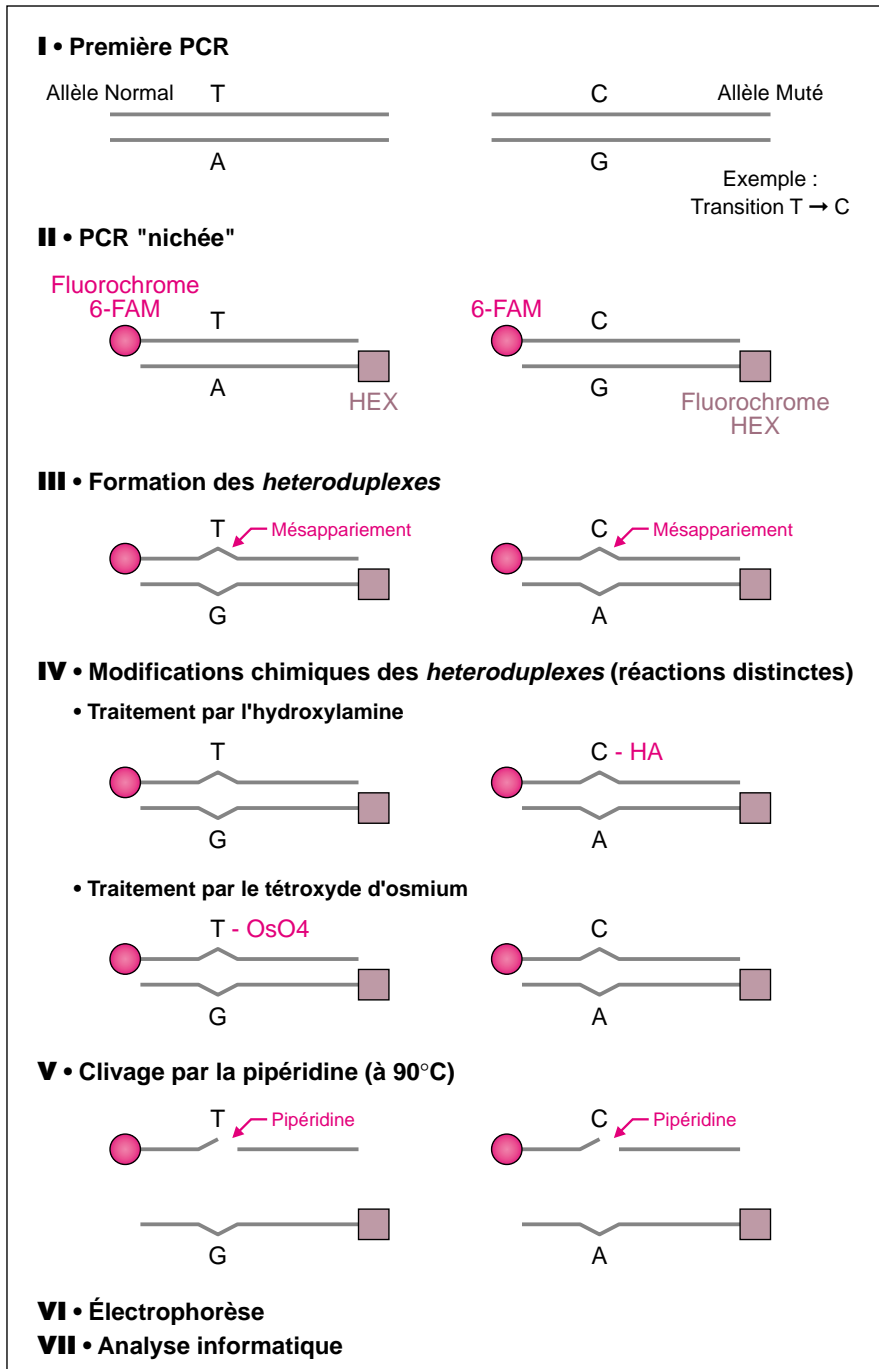 I • Première PCR
Allèle Normal T C Allèle Muté
A G
Exemple :
Transition T → C
II • PCR "nichée"
Fluorochrome
6-FAM T 6-FAM C
A HEX G Fluorochrome
HEX
III • Formation des heteroduplexes
T Mésappariement C Mésappariement
G A
IV • Modifications chimiques des heteroduplexes (réactions distinctes)
• Traitement par l'hydroxylamine
T C - HA
G A
• Traitement par le tétroxyde d'osmium
T - OsO4 C
G A
V • Clivage par la pipéridine (à 90°C)
T Pipéridine C Pipéridine
G A
VI • Électrophorèse
VII • Analyse informatique